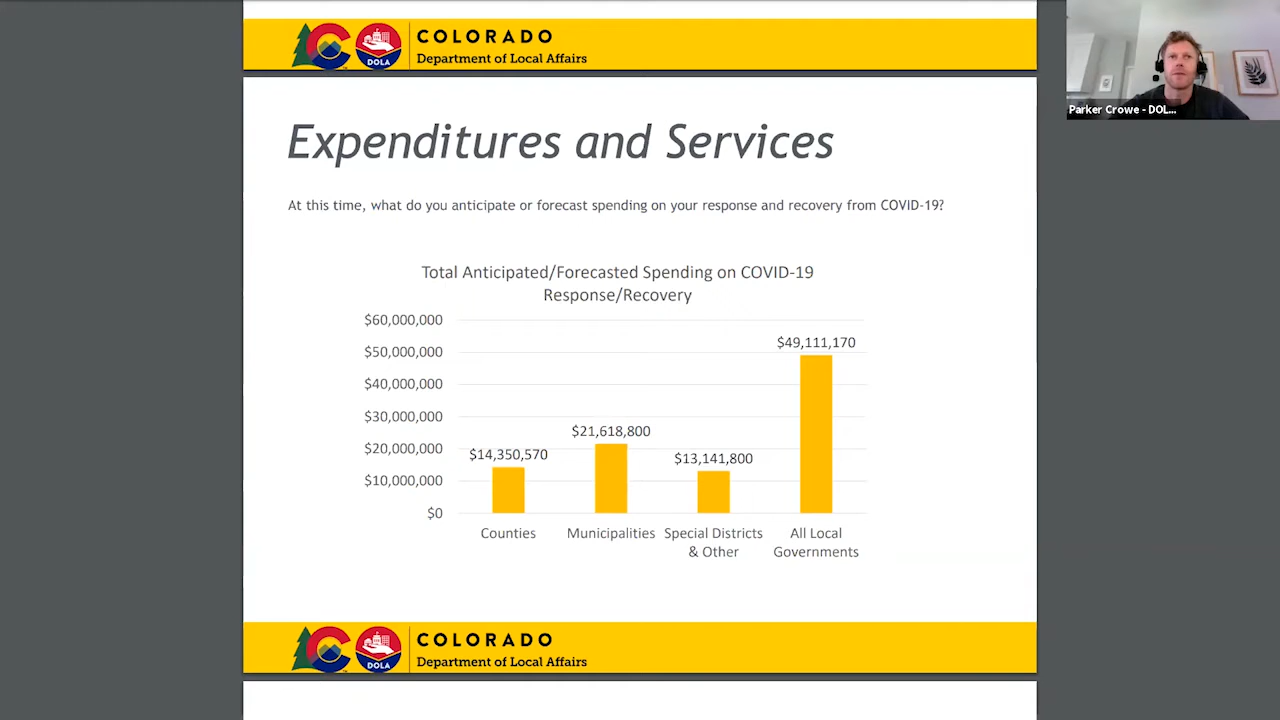 COLORADO
Department of Local Affairs
DOLA
Parker Crowe - DOL...
Expenditures and Services
At this time, what do you anticipate or forecast spending on your response and recovery from COVID-19?
Total Anticipated/Forecasted Spending on COVID-19
Response/Recovery
$60,000,000
$50,000,000
$40,000,000
$30,000,000
$20,000,000
$10,000,000
$0
$14,350,570
$21,618,800
$13,141,800
$49,111,170
Counties
Municipalities
Special Districts
& Other
All Local
Governments
COLORADO
Department of Local Affairs
DOLA